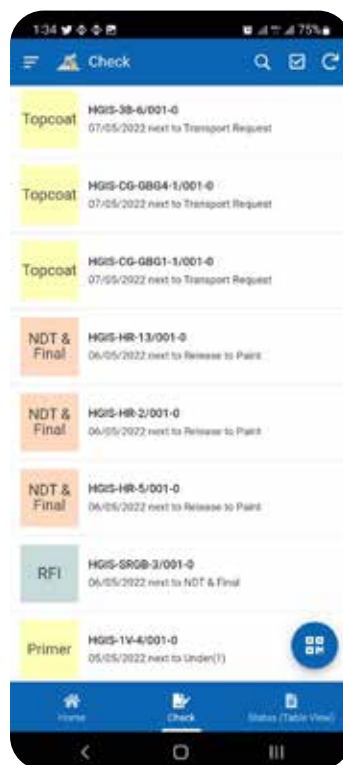 1:34
75%
Check
Topcoat
HGIS-3B-6/001-0
07/05/2022 next to Transport Request
Topcoat
HGIS-CG-GBG4-1/001-0
07/05/2022 next to Transport Request
Topcoat
HGIS-CG-GBG1-1/001-0
07/05/2022 next to Transport Request
NDT &
Final
HGIS-HR-13/001-0
06/05/2022 next to Release to Paint
NDT &
Final
HGIS-HR-2/001-0
06/05/2022 next to Release to Paint
NDT &
Final
HGIS-HR-5/001-0
06/05/2022 next to Release to Paint
RFI
HGIS-SRGB-3/001-0
06/05/2022 next to NDT & Final
Primer
HGIS-1V-4/001-0
05/05/2022 next to Under(1)
Home
Check
Status (Table View)